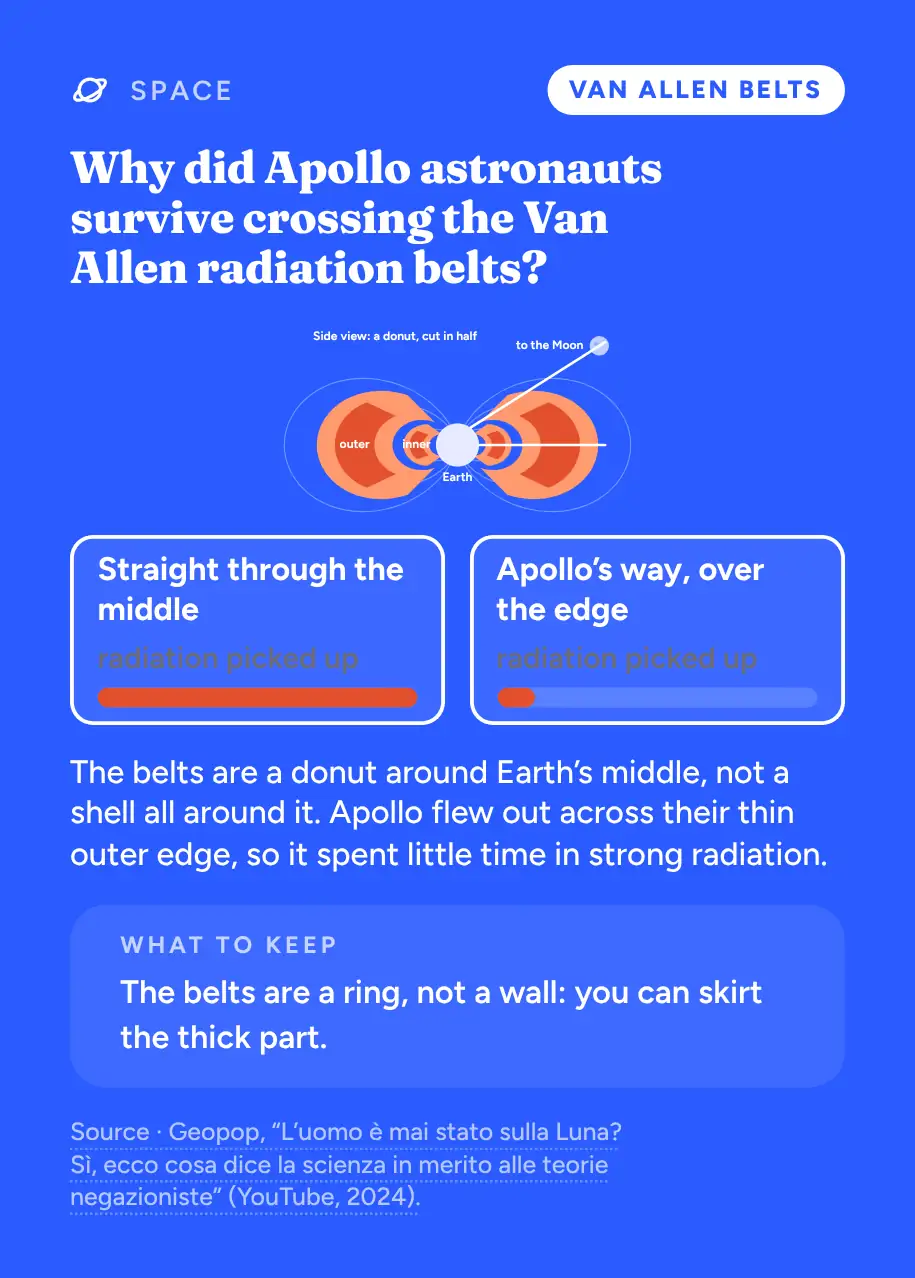 SPACE
VAN ALLEN BELTS
Why did Apollo astronauts
survive crossing the Van
Allen radiation belts?
Side view: a donut, cut in half
to the Moon
outer
inner
Earth
Straight through the
middle
radiation picked up
Apollo’s way, over
the edge
radiation picked up
The belts are a donut around Earth’s middle, not a
shell all around it. Apollo flew out across their thin
outer edge, so it spent little time in strong radiation.
WHAT TO KEEP
The belts are a ring, not a wall: you can skirt
the thick part.
Source · Geopop, “L’uomo è mai stato sulla Luna?
Sì, ecco cosa dice la scienza in merito alle teorie
negazioniste” (YouTube, 2024).